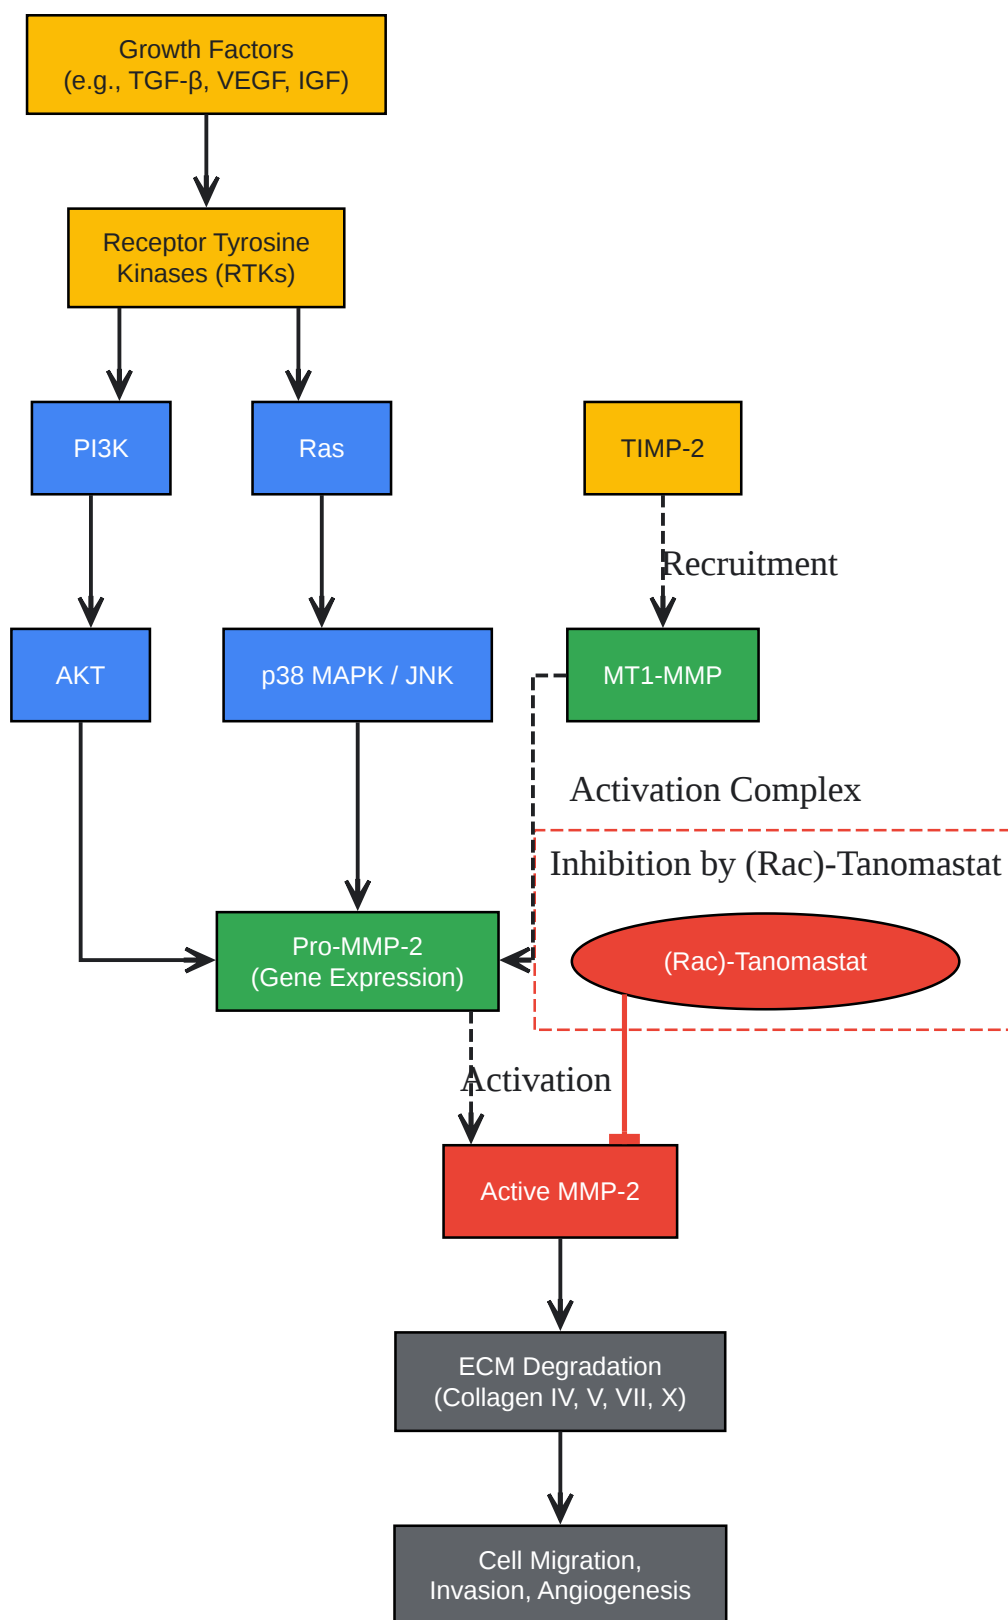 Growth Factors
(e.g., TGF-β, VEGF, IGF)
Receptor Tyrosine
Kinases (RTKs)
PI3K
Ras
TIMP-2
Recruitment
AKT
p38 MAPK / JNK
MT1-MMP
Activation Complex
Inhibition by (Rac)-Tanomastat
Pro-MMP-2
(Gene Expression)
(Rac)-Tanomastat
Activation
Active MMP-2
ECM Degradation
(Collagen IV, V, VII, X)
Cell Migration,
Invasion, Angiogenesis